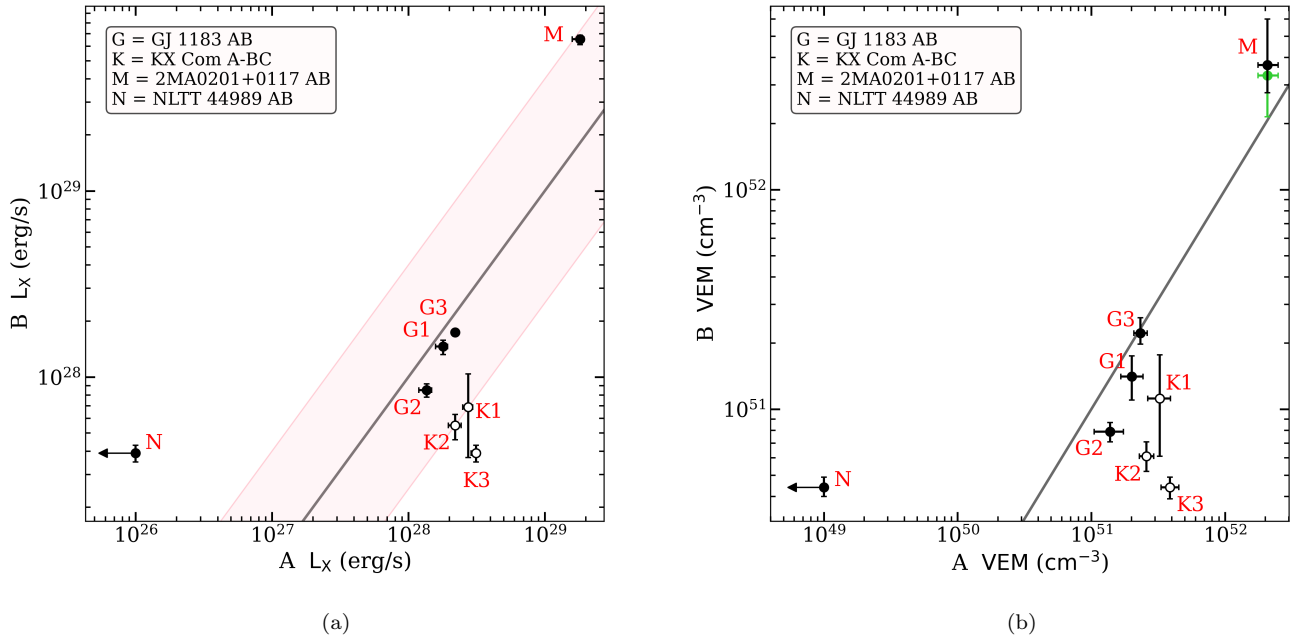 G = GJ 1183 AB
K = KX Com A-BC
M = 2MA0201+0117 AB
N = NLTT 44989 AB
M
G3
G1
G2
K1
K2
K3
N
10^29
10^28
B L_X (erg/s)
10^26 10^27 10^28 10^29
A L_X (erg/s)
(a)
G = GJ 1183 AB
K = KX Com A-BC
M = 2MA0201+0117 AB
N = NLTT 44989 AB
M
G3
G1
K1
G2
K2
N
K3
10^52
10^51
B VEM (cm^−3)
10^49 10^50 10^51 10^52
A VEM (cm^−3)
(b)